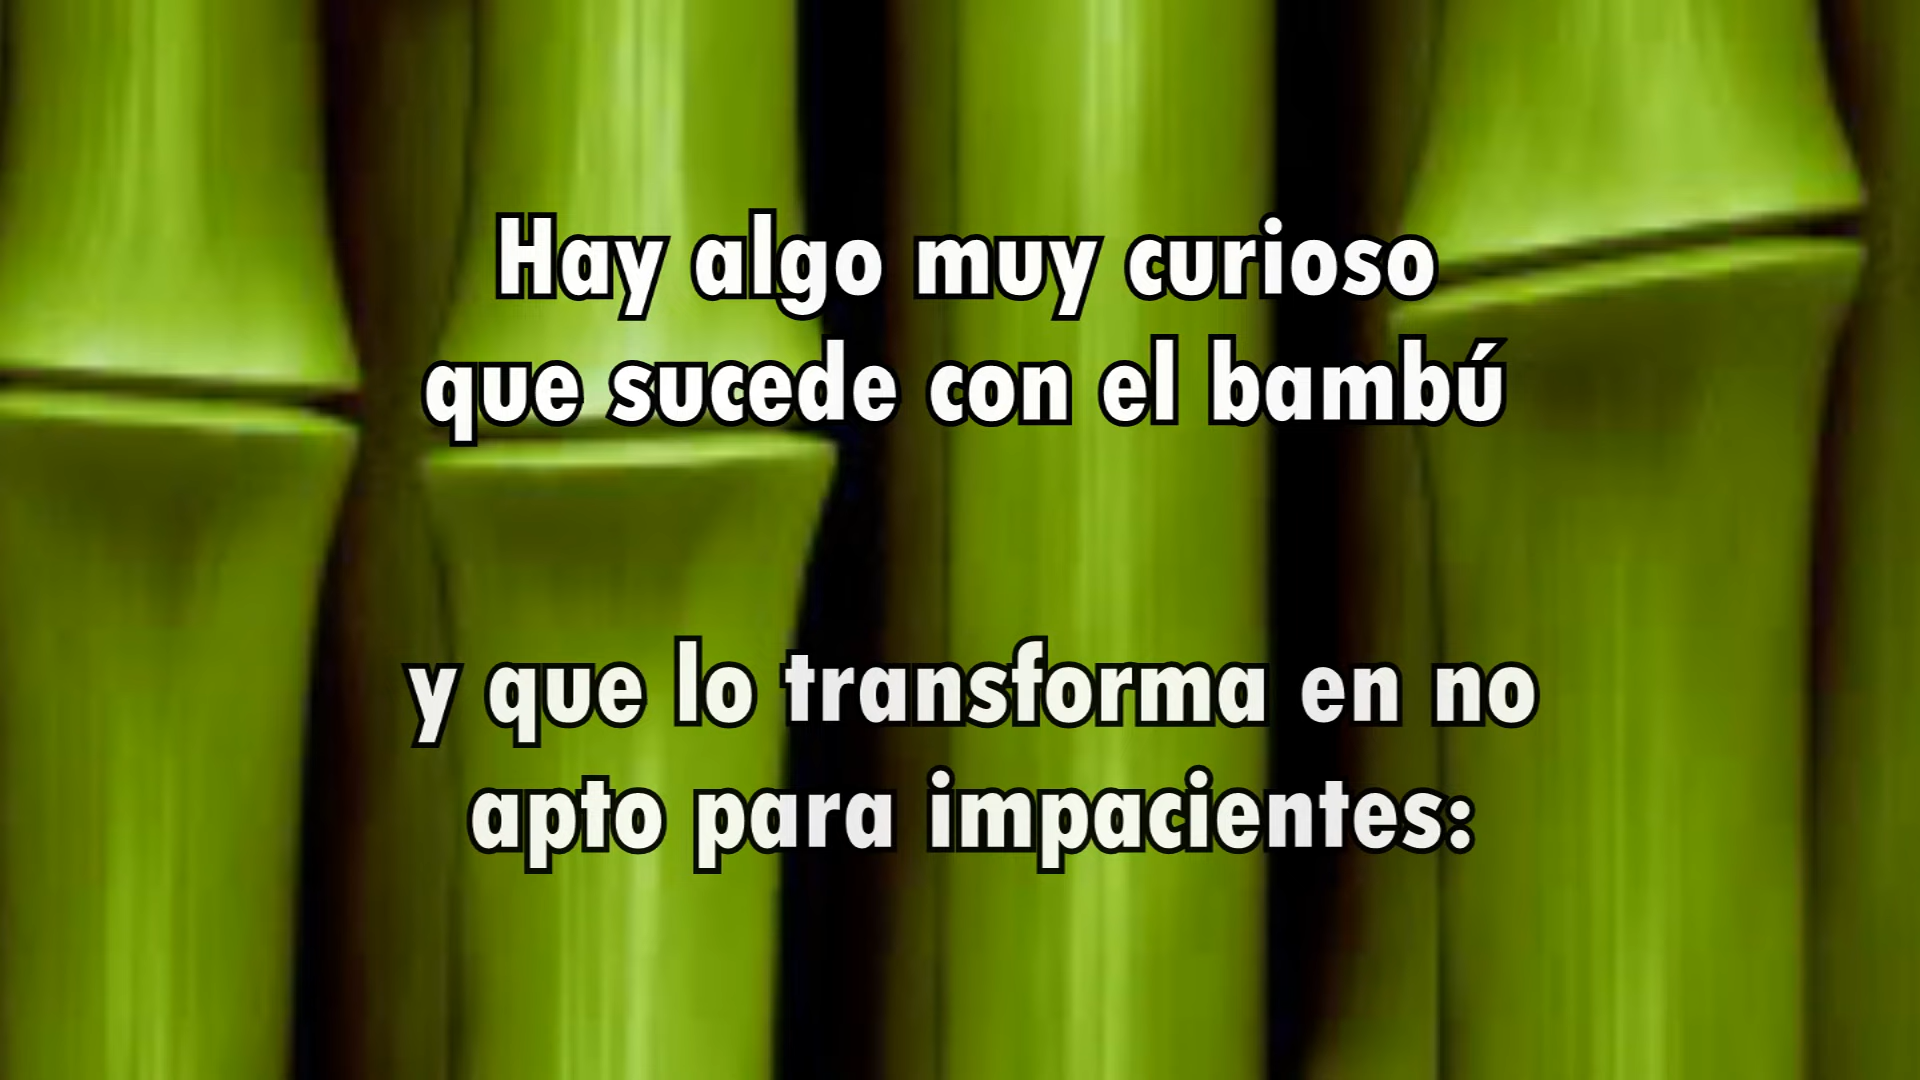 Hay algo muy curioso
que sucede con el bambú
y que lo transforma en no
apto para impacientes: